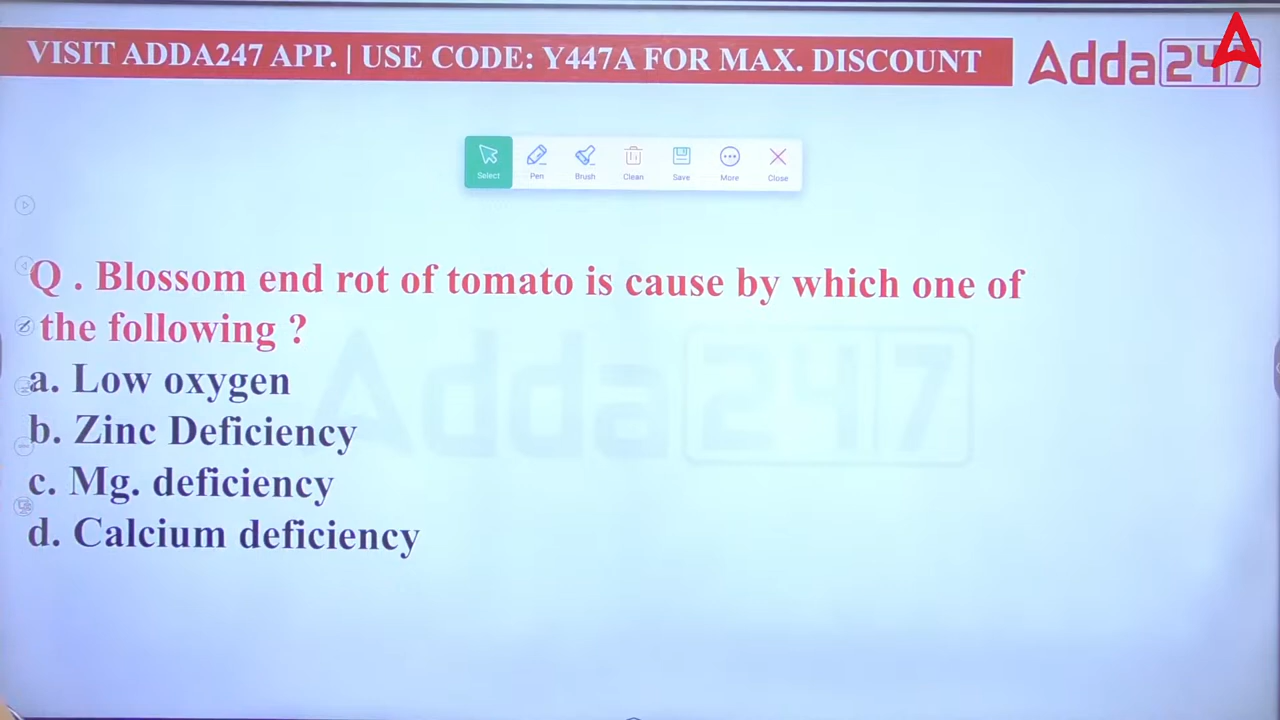 VISIT ADDA247 APP. | USE CODE: Y447A FOR MAX. DISCOUNT
Adda247
Select Pen Brush Clean Save More Close
Q . Blossom end rot of tomato is cause by which one of
the following ?
Adda247
a. Low oxygen
b. Zinc Deficiency
c. Mg. deficiency
d. Calcium deficiency